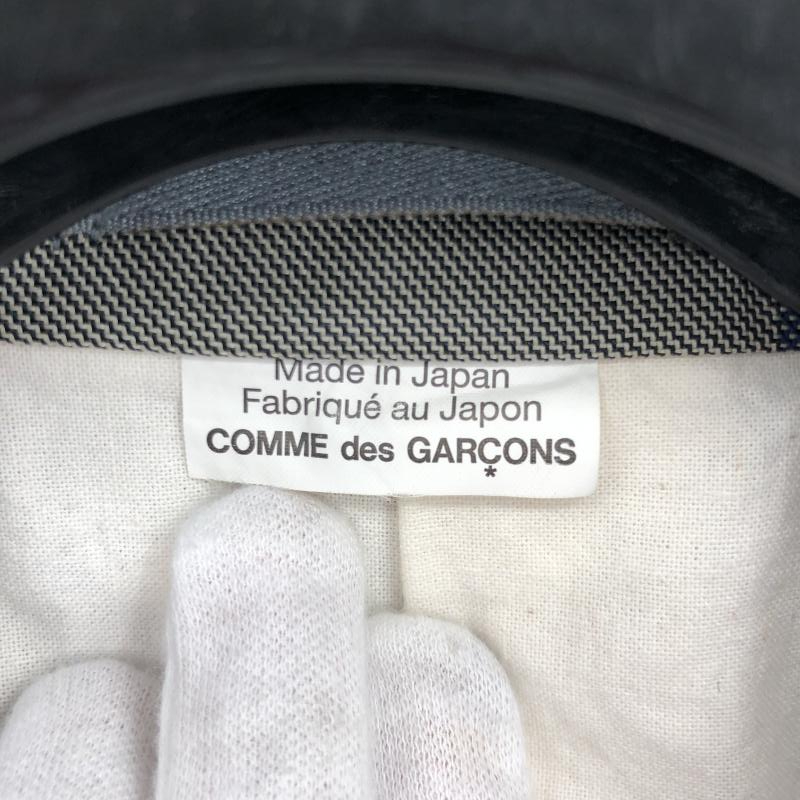 Made in Japan
Fabriqué au Japon
COMME des GARÇONS
*